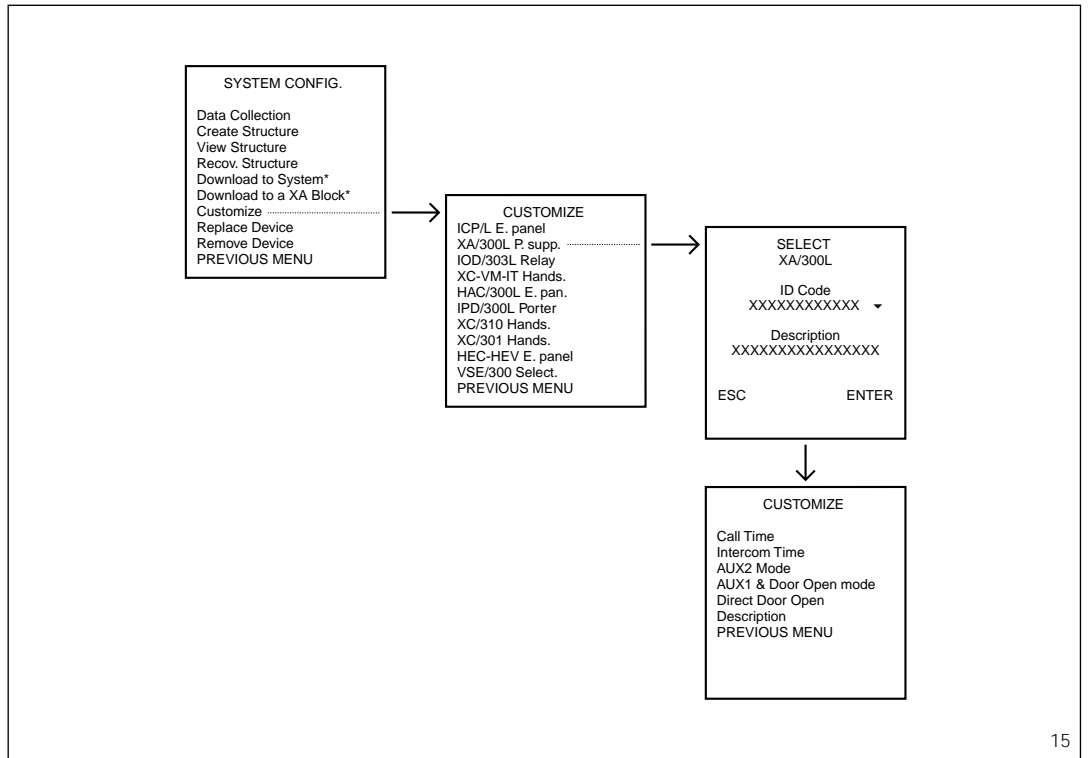 SYSTEM CONFIG.
Data Collection
Create Structure
View Structure
Recov. Structure
Download to System*
Download to a XA Block*
Customize
Replace Device
Remove Device
PREVIOUS MENU
CUSTOMIZE
ICP/L E. panel
XA/300L P. supp.
IOD/303L Relay
XC-VM-IT Hands.
HAC/300L E. pan.
IPD/300L Porter
XC/310 Hands.
XC/301 Hands.
HEC-HEV E. panel
VSE/300 Select.
PREVIOUS MENU
SELECT
XA/300L
ID Code
XXXXXXXXXXXX
Description
XXXXXXXXXXXXXXXX
ESC ENTER
CUSTOMIZE
Call Time
Intercom Time
AUX2 Mode
AUX1 & Door Open mode
Direct Door Open
Description
PREVIOUS MENU
15